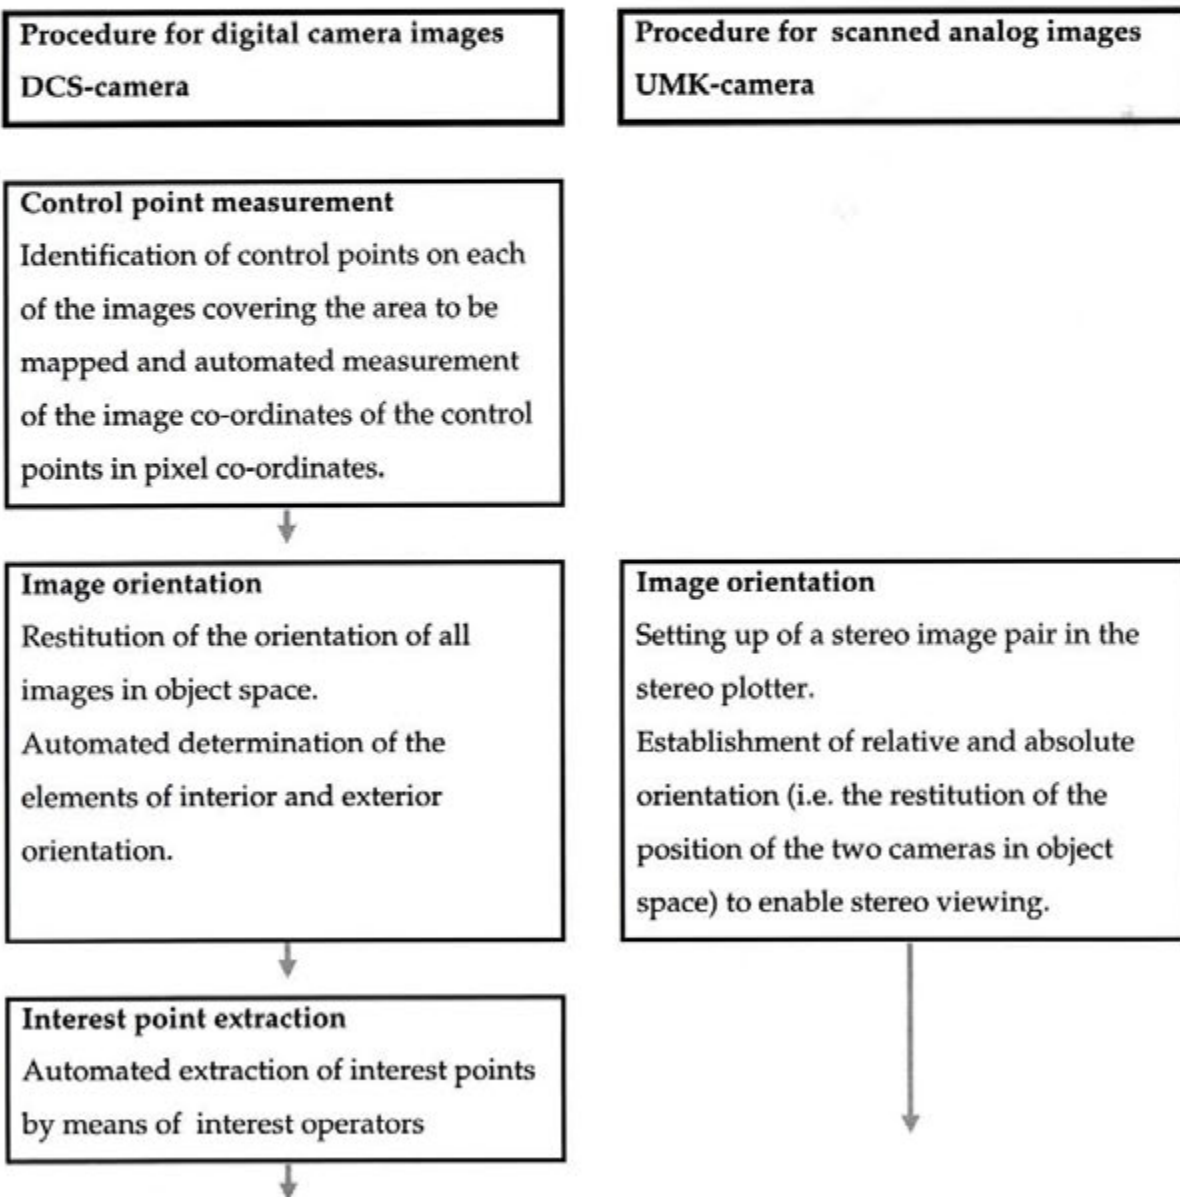 Procedure for digital camera images
DCS-camera
Procedure for scanned analog images
UMK-camera
Control point measurement
Identification of control points on each
of the images covering the area to be
mapped and automated measurement
of the image co-ordinates of the control
points in pixel co-ordinates.
Image orientation
Restitution of the orientation of all
images in object space.
Automated determination of the
elements of interior and exterior
orientation.
Image orientation
Setting up of a stereo image pair in the
stereo plotter.
Establishment of relative and absolute
orientation (i.e. the restitution of the
position of the two cameras in object
space) to enable stereo viewing.
Interest point extraction
Automated extraction of interest points
by means of interest operators